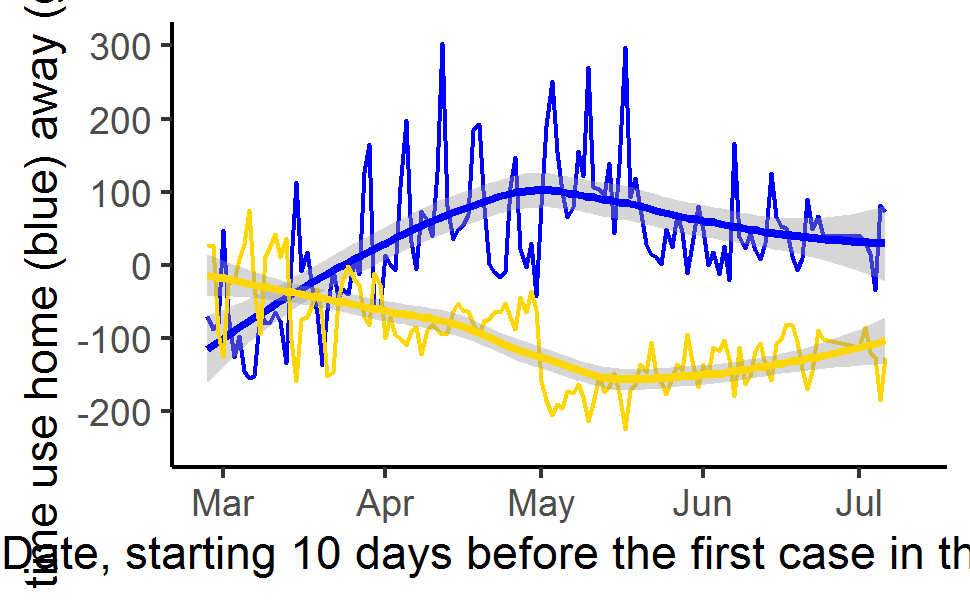 time use home (blue) away (
300
200
100
0
-100
-200
Mar Apr May Jun Jul
Date, starting 10 days before the first case in th